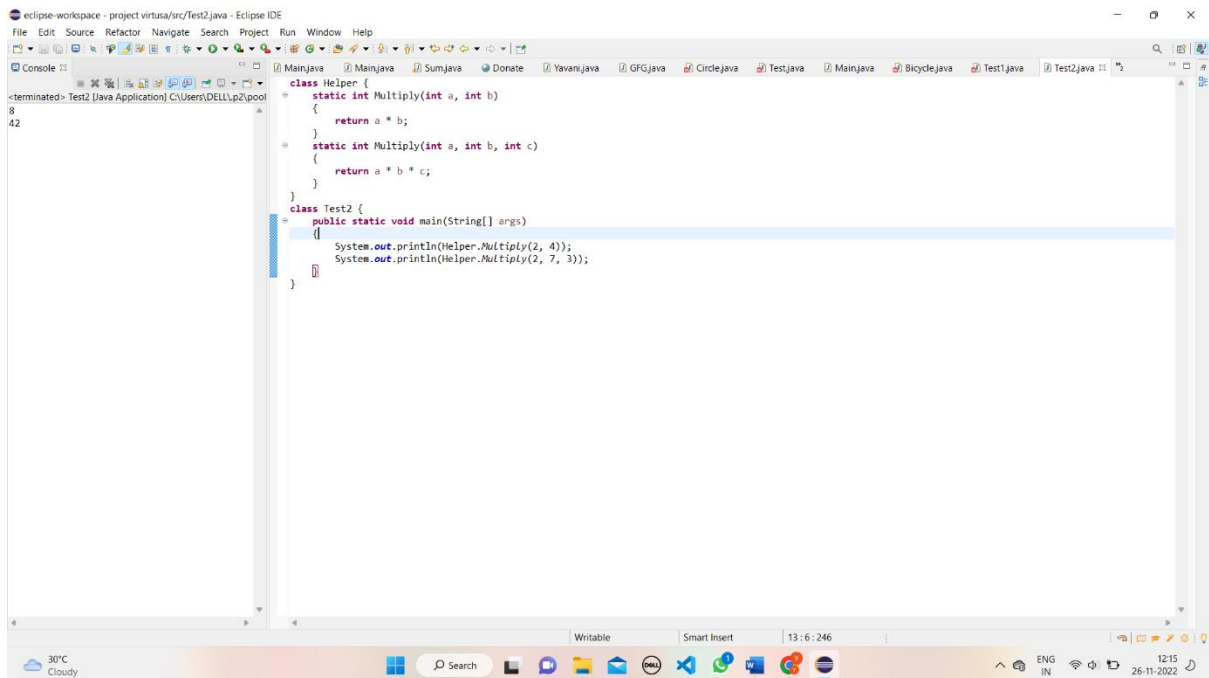 eclipse-workspace - project virtusa/src/Test2.java - Eclipse IDE
File Edit Source Refactor Navigate Search Project Run Window Help
Console
Main.java Main.java Sum.java Donate Yavani.java GFG.java Circle.java Test.java Main.java Bicycle.java Test1.java Test2.java 2
<terminated> Test2 [Java Application] C:\Users\DELL\.p2\pool
8
42
class Helper {
static int Multiply(int a, int b)
{
return a * b;
}
static int Multiply(int a, int b, int c)
{
return a * b * c;
}
}
class Test2 {
public static void main(String[] args)
{
System.out.println(Helper.Multiply(2, 4));
System.out.println(Helper.Multiply(2, 7, 3));
}
}
Writable Smart Insert 13 : 6 : 246
30°C
Cloudy
Search
DELL
ENG
IN
12:15
26-11-2022